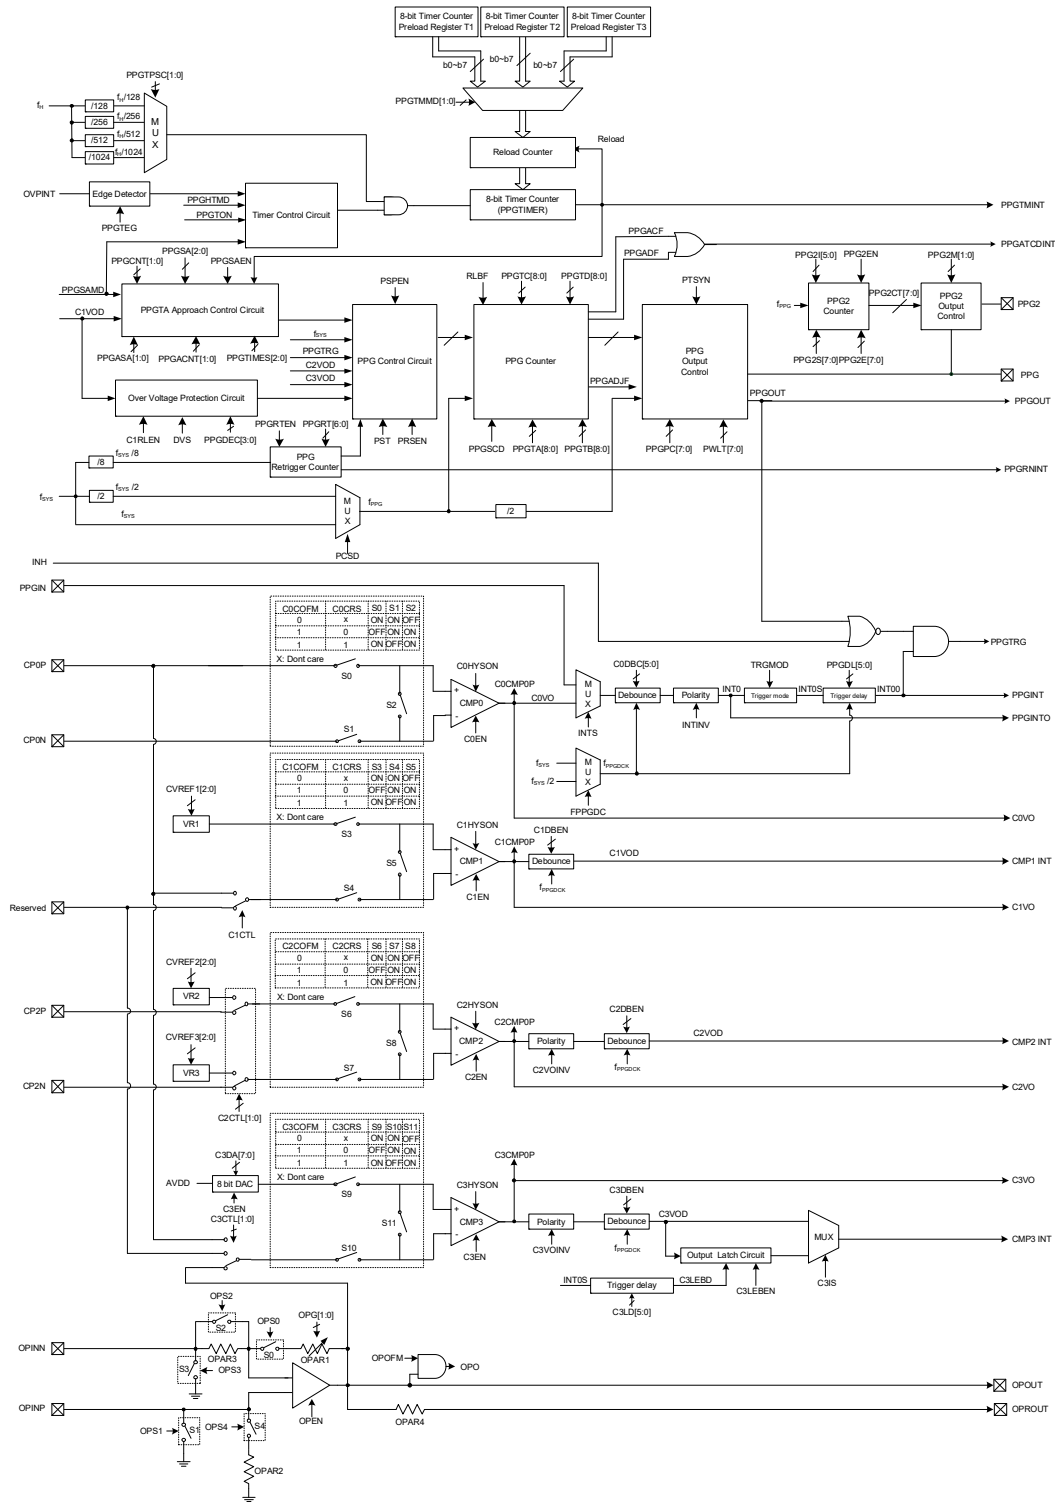 8-bit Timer Counter
Preload Register T1
8-bit Timer Counter
Preload Register T2
8-bit Timer Counter
Preload Register T3
b0~b7
b0~b7
b0~b7
PPGTPSC[1:0]
fH
/128
fH/128
/256
fH/256
/512
fH/512
/1024
fH/1024
MUX
PPGTMMD[1:0]
Reload Counter
Reload
OVPINT
Edge Detector
PPGTEG
PPGHTMD
PPGTON
Timer Control Circuit
8-bit Timer Counter
(PPGTIMER)
PPGTMINT
PPGACF
PPGADF
PPGATCDINT
PPGSA[2:0]
PPGCNT[1:0]
PPGSAEN
PPGSAMD
C1VOD
PPGTA Approach Control Circuit
PPGASA[1:0]
PPGACNT[1:0]
PPGTIMES[2:0]
PSPEN
fSYS
PPGTRG
C2VOD
C3VOD
PPG Control Circuit
PST
PRSEN
RLBF
PPGTC[8:0]
PPGTD[8:0]
PPG Counter
PPGADJF
PPGSCD
PPGTA[8:0]
PPGTB[8:0]
PTSYN
PPG
Output
Control
PPGPC[7:0]
PWLT[7:0]
PPG2I[5:0]
PPG2EN
fPPG
PPG2
Counter
PPG2CT[7:0]
PPG2S[7:0]
PPG2E[7:0]
PPG2M[1:0]
PPG2
Output
Control
PPG2
PPG
PPGOUT
PPGOUT
Over Voltage Protection Circuit
C1RLEN
DVS
PPGDEC[3:0]
PPGRTEN
PPGRT[6:0]
PPG
Retrigger Counter
PPGRNINT
/8
fSYS /8
fSYS
/2
fSYS /2
fSYS
MUX
PCSD
fPPG
/2
INH
PPGIN
C0COFM C0CRS S0 S1 S2
0 x ON ON OFF
1 0 OFF ON ON
1 1 ON OFF ON
X: Dont care
CP0P
S0
S2
S1
CP0N
C0HYSON
+
-
CMP0
C0EN
C0CMP0P
C0VO
MUX
INTS
C0DBC[5:0]
Debounce
Polarity
INTINV
INT0
TRGMOD
Trigger mode
INT0S
PPGDL[5:0]
Trigger delay
INT00
PPGTRG
PPGINT
PPGINTO
fSYS
fSYS /2
MUX
fPPGDCK
FPPGDC
C0VO
C1COFM C1CRS S3 S4 S5
0 x ON ON OFF
1 0 OFF ON ON
1 1 ON OFF ON
X: Dont care
CVREF1[2:0]
VR1
S3
S5
S4
C1HYSON
+
-
CMP1
C1EN
C1CMP0P
C1DBEN
Debounce
fPPGDCK
C1VOD
CMP1 INT
C1VO
Reserved
C1CTL
C2COFM C2CRS S6 S7 S8
0 x ON ON OFF
1 0 OFF ON ON
1 1 ON OFF ON
X: Dont care
CVREF2[2:0]
VR2
CP2P
CVREF3[2:0]
VR3
CP2N
C2CTL[1:0]
S6
S8
S7
C2HYSON
+
-
CMP2
C2EN
C2CMP0P
Polarity
C2VOINV
C2DBEN
Debounce
fPPGDCK
C2VOD
CMP2 INT
C2VO
C3COFM C3CRS S9 S10 S11
0 x ON ON OFF
1 0 OFF ON ON
1 1 ON OFF ON
X: Dont care
C3DA[7:0]
AVDD
8 bit DAC
C3EN
C3CTL[1:0]
S9
S11
S10
C3HYSON
+
-
CMP3
C3EN
C3CMP0P
C3VO
Polarity
C3VOINV
C3DBEN
Debounce
fPPGDCK
C3VOD
Output Latch Circuit
MUX
C3IS
CMP3 INT
INT0S
Trigger delay
C3LD[5:0]
C3LEBD
C3LEBEN
OPS2
S2
OPINN
OPAR3
OPS0
S0
OPG[1:0]
OPAR1
S3
OPS3
OPOFM
OPO
OPEN
OPOUT
OPINP
OPS1
S1
OPS4
S4
OPAR4
OPROUT
OPAR2